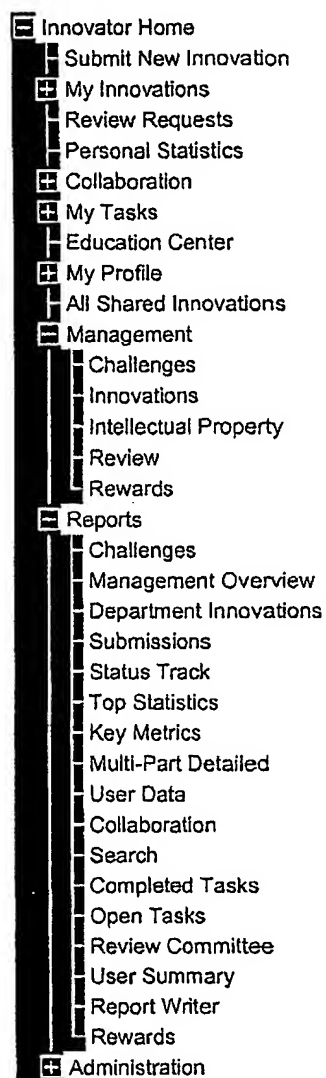 Innovator Home
Submit New Innovation
My Innovations
Review Requests
Personal Statistics
Collaboration
My Tasks
Education Center
My Profile
All Shared Innovations
Management
Challenges
Innovations
Intellectual Property
Review
Rewards
Reports
Challenges
Management Overview
Department Innovations
Submissions
Status Track
Top Statistics
Key Metrics
Multi-Part Detailed
User Data
Collaboration
Search
Completed Tasks
Open Tasks
Review Committee
User Summary
Report Writer
Rewards
Administration